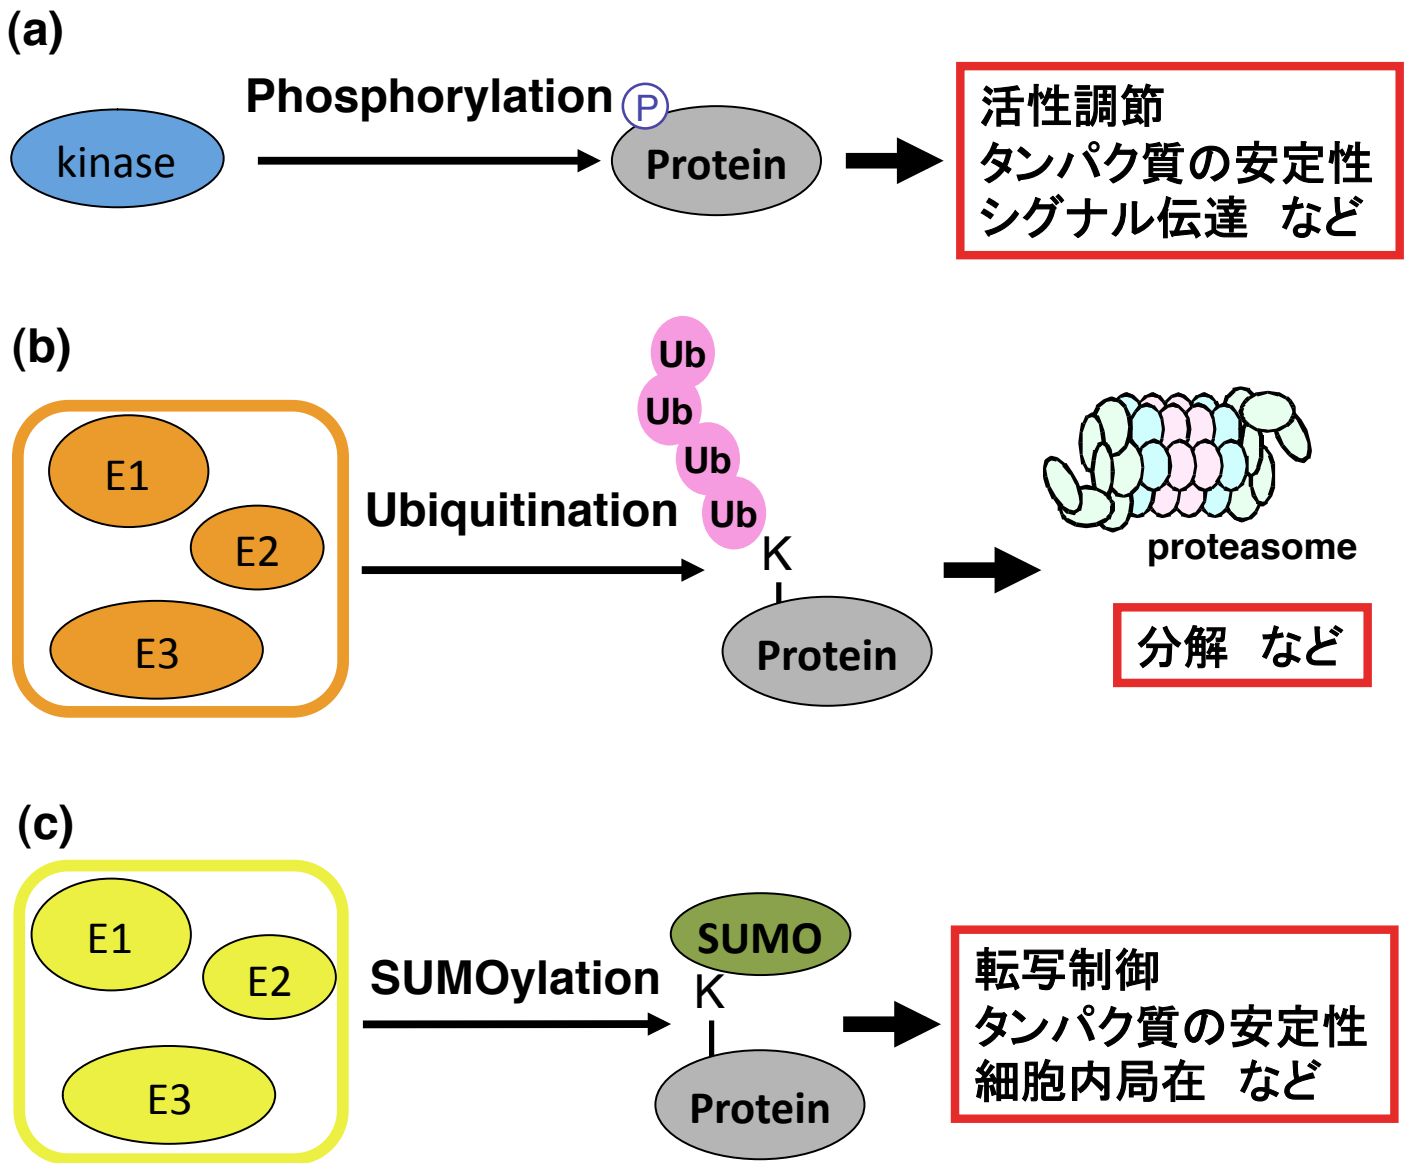 (a)
kinase
Phosphorylation
P
Protein
活性調節
タンパク質の安定性
シグナル伝達　など
(b)
E1
E2
E3
Ubiquitination
Ub
Ub
Ub
Ub
K
Protein
proteasome
分解　など
(c)
E1
E2
E3
SUMOylation
SUMO
K
Protein
転写制御
タンパク質の安定性
細胞内局在　など